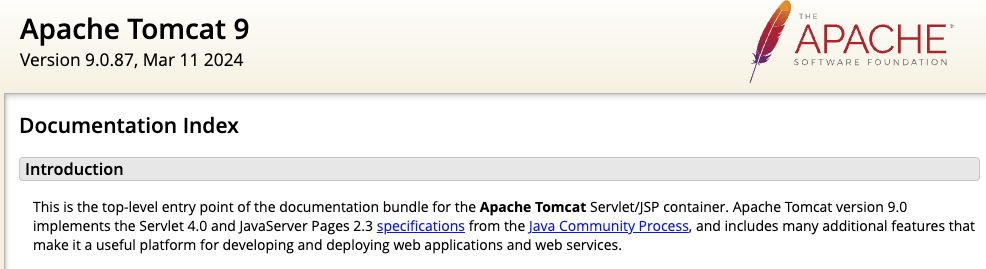 Apache Tomcat 9
Version 9.0.87, Mar 11 2024
THE
APACHE
SOFTWARE FOUNDATION
Documentation Index
Introduction
This is the top-level entry point of the documentation bundle for the Apache Tomcat Servlet/JSP container. Apache Tomcat version 9.0
implements the Servlet 4.0 and JavaServer Pages 2.3 specifications from the Java Community Process, and includes many additional features that
make it a useful platform for developing and deploying web applications and web services.